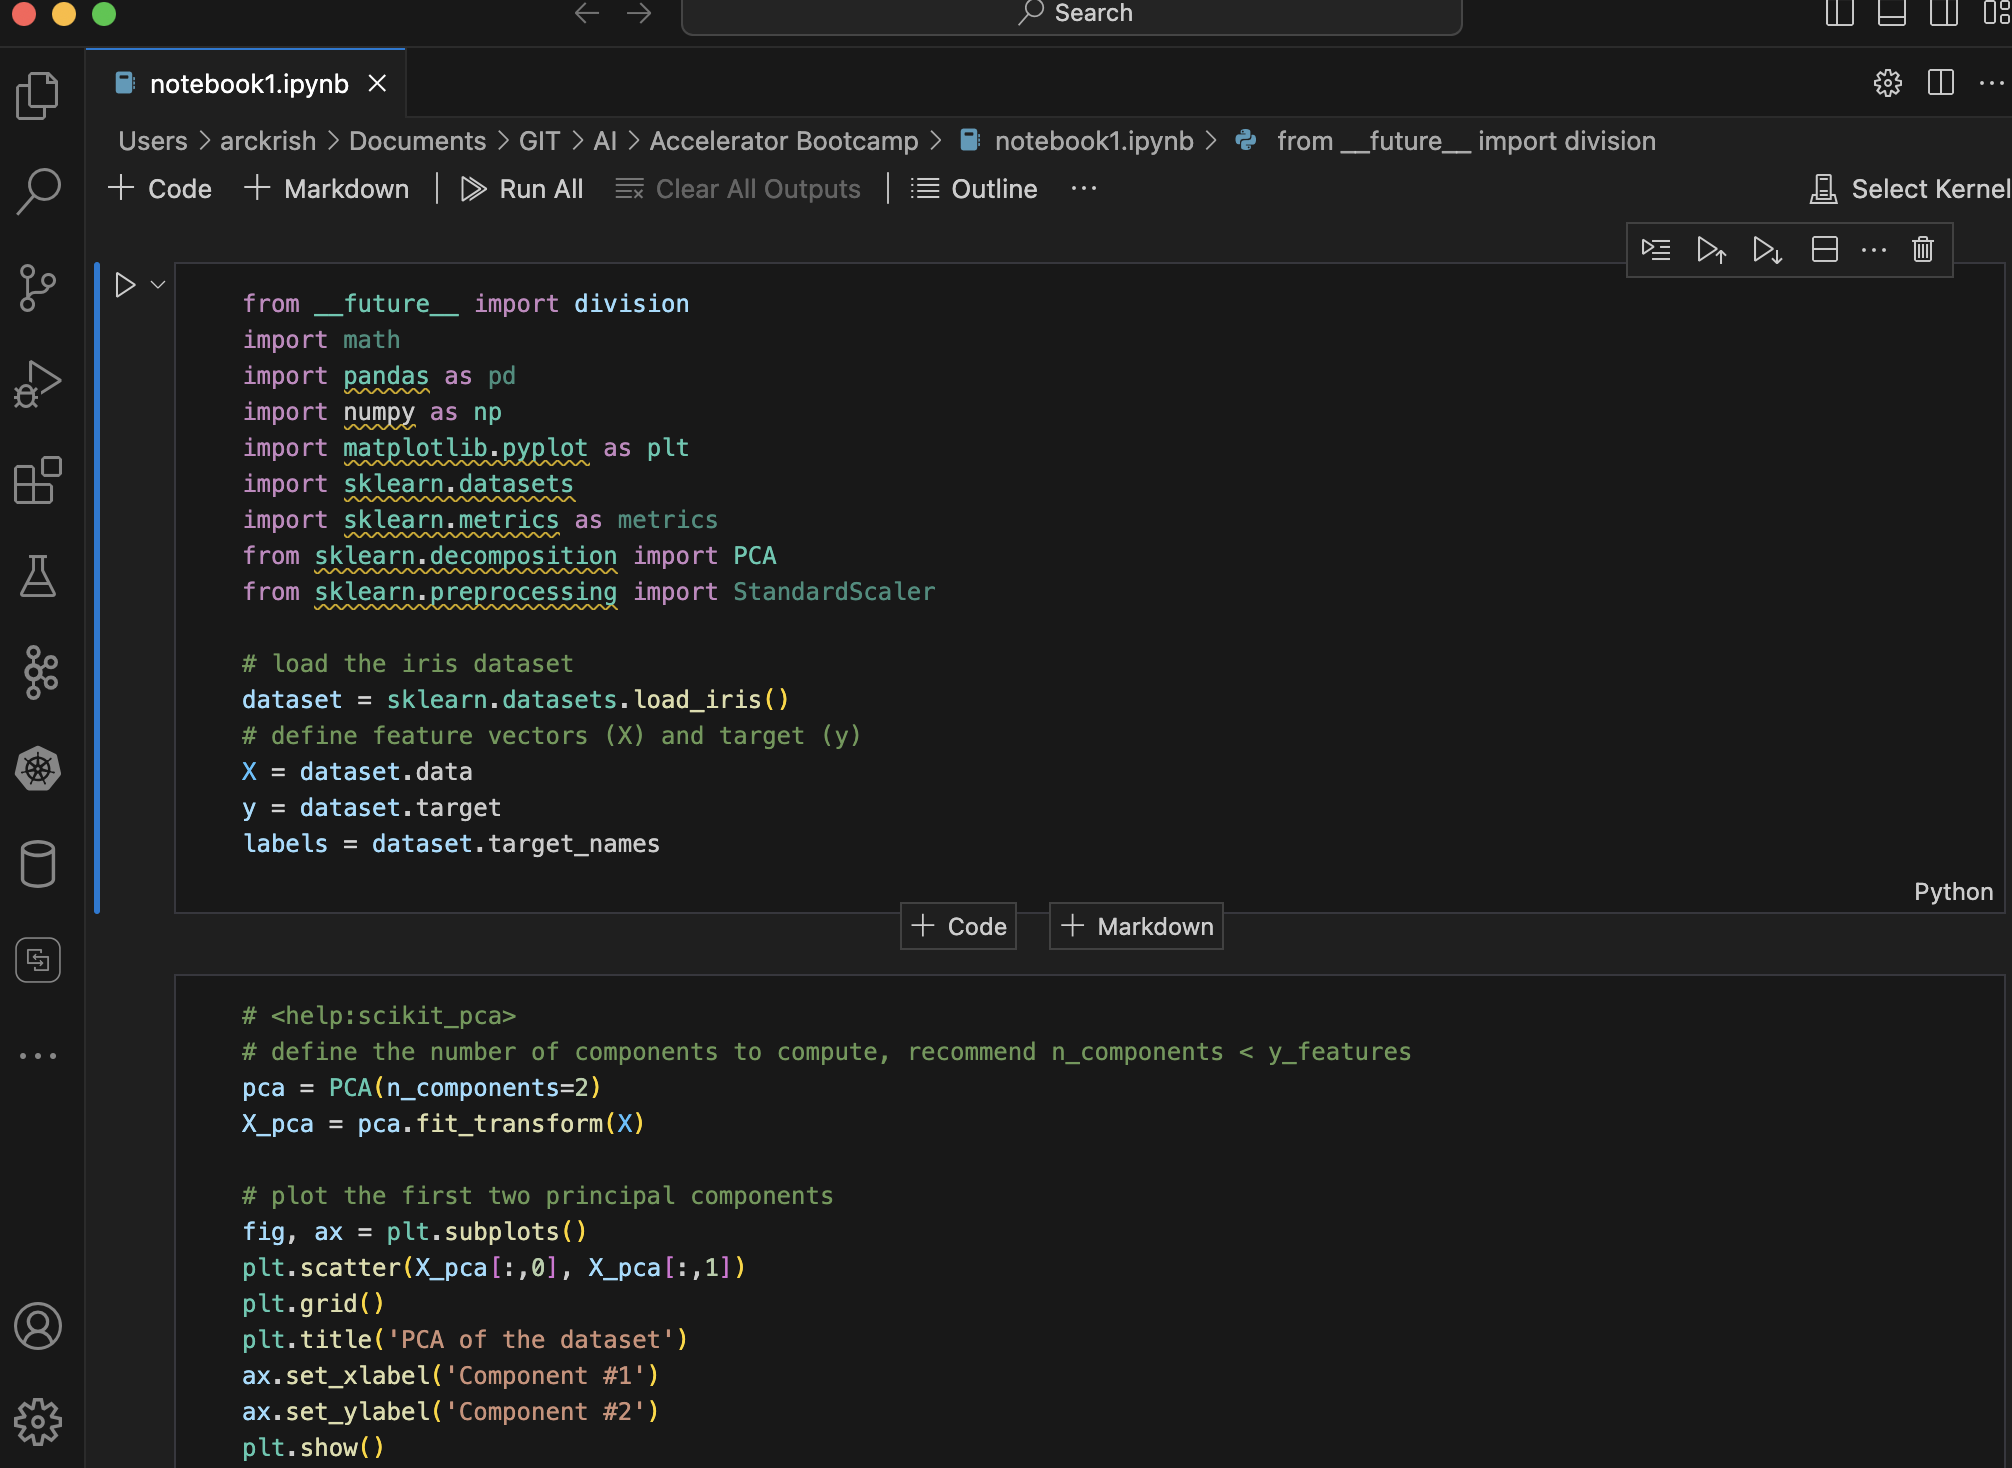 Search
notebook1.ipynb
Users > arckrish > Documents > GIT > AI > Accelerator Bootcamp > notebook1.ipynb > from __future__ import division
+ Code + Markdown | Run All Clear All Outputs | Outline ...
Select Kernel
from __future__ import division
import math
import pandas as pd
import numpy as np
import matplotlib.pyplot as plt
import sklearn.datasets
import sklearn.metrics as metrics
from sklearn.decomposition import PCA
from sklearn.preprocessing import StandardScaler
# load the iris dataset
dataset = sklearn.datasets.load_iris()
# define feature vectors (X) and target (y)
X = dataset.data
y = dataset.target
labels = dataset.target_names
Python
+ Code + Markdown
# <help:scikit_pca>
# define the number of components to compute, recommend n_components < y_features
pca = PCA(n_components=2)
X_pca = pca.fit_transform(X)
# plot the first two principal components
fig, ax = plt.subplots()
plt.scatter(X_pca[:,0], X_pca[:,1])
plt.grid()
plt.title('PCA of the dataset')
ax.set_xlabel('Component #1')
ax.set_ylabel('Component #2')
plt.show()